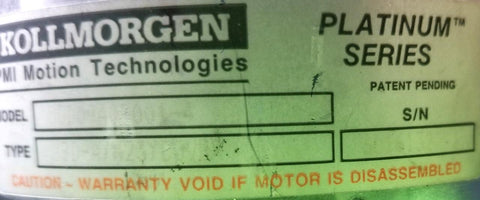 KOLLMORGEN
PMI Motion Technologies
PLATINUM™
SERIES
PATENT PENDING
MODEL
S/N
TYPE
CAUTION - WARRANTY VOID IF MOTOR IS DISASSEMBLED